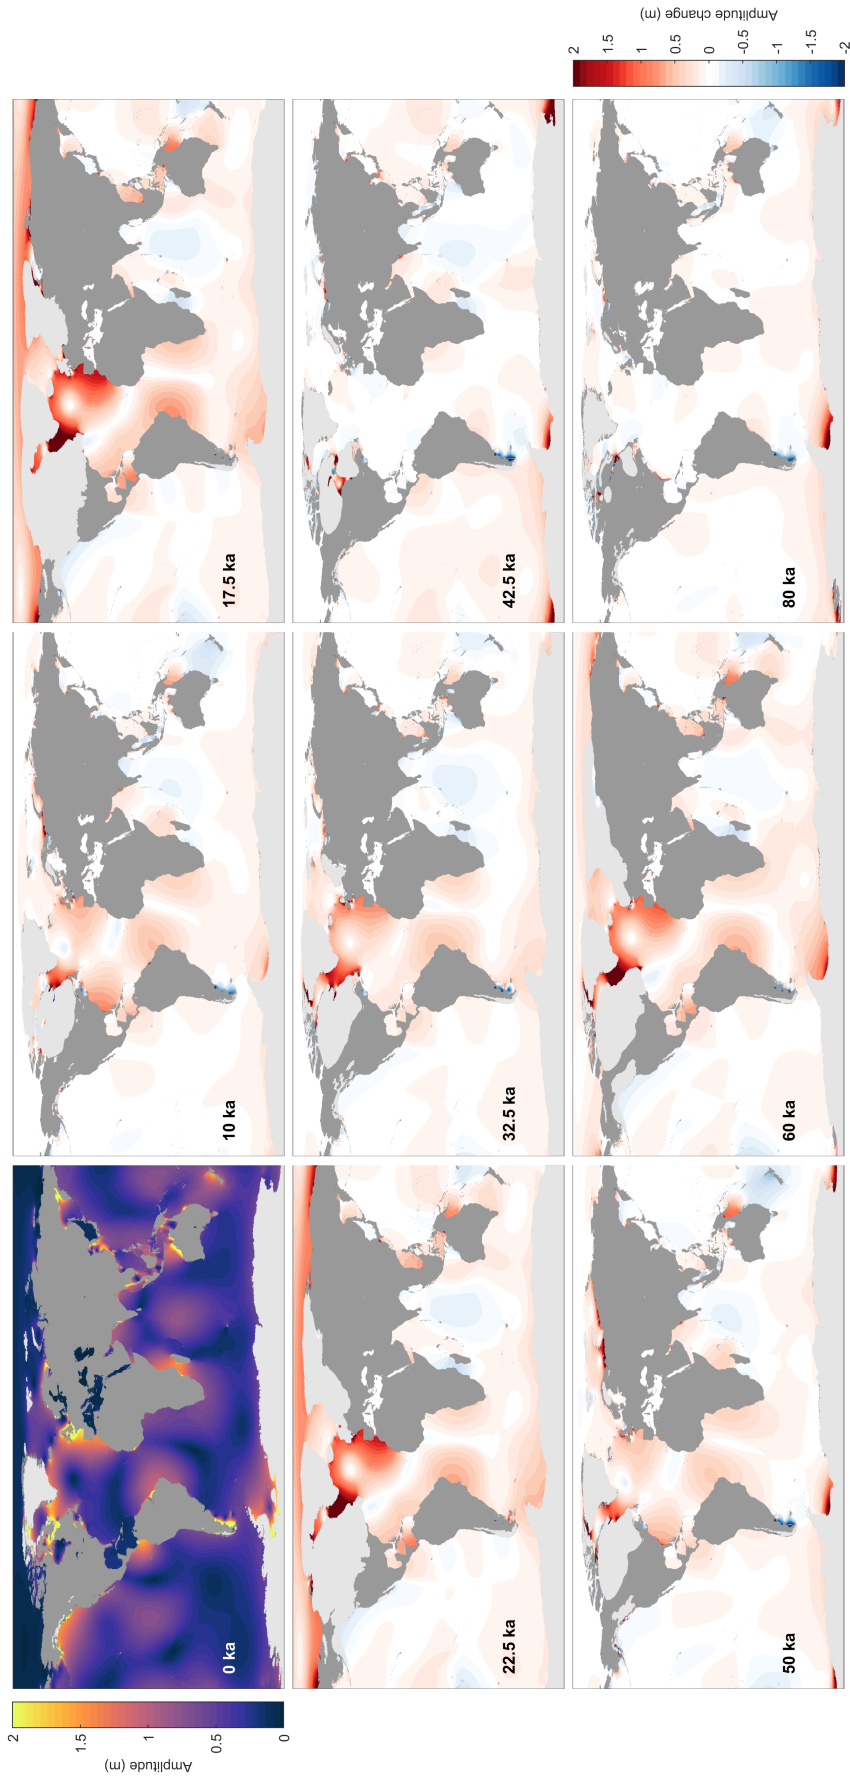 Amplitude (m)
2
1.5
1
0.5
0
0 ka
10 ka
17.5 ka
22.5 ka
32.5 ka
42.5 ka
50 ka
60 ka
80 ka
2
1.5
1
0.5
0
-0.5
-1
-1.5
-2
Amplitude change (m)